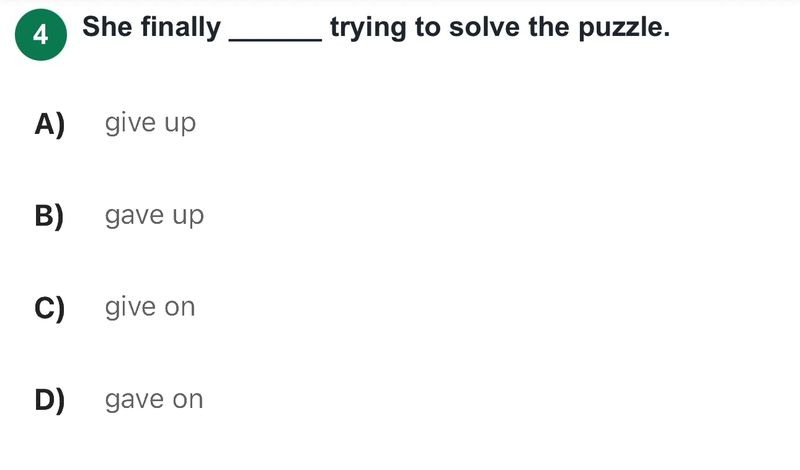 4 She finally ______ trying to solve the puzzle.
A) give up
B) gave up
C) give on
D) gave on